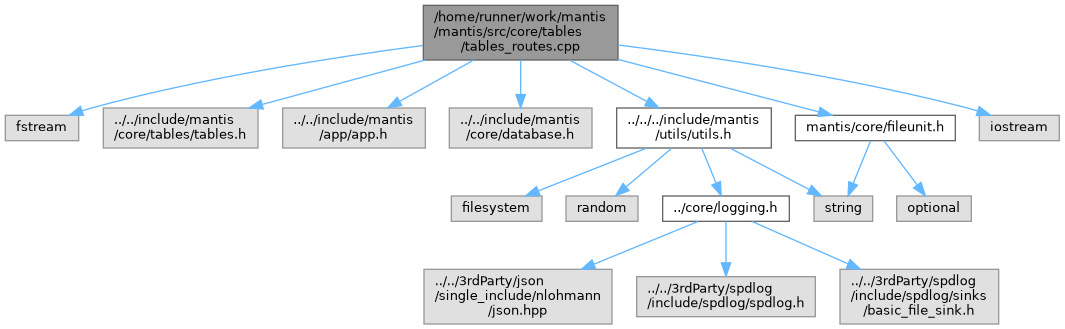 /home/runner/work/mantis
/mantis/src/core/tables
/tables_routes.cpp
fstream
../../include/mantis
/core/tables/tables.h
../../include/mantis
/app/app.h
../../include/mantis
/core/database.h
../../../include/mantis
/utils/utils.h
mantis/core/fileunit.h
iostream
filesystem
random
../core/logging.h
string
optional
../../3rdParty/json
/single_include/nlohmann
/json.hpp
../../3rdParty/spdlog
/include/spdlog/spdlog.h
../../3rdParty/spdlog
/include/spdlog/sinks
/basic_file_sink.h